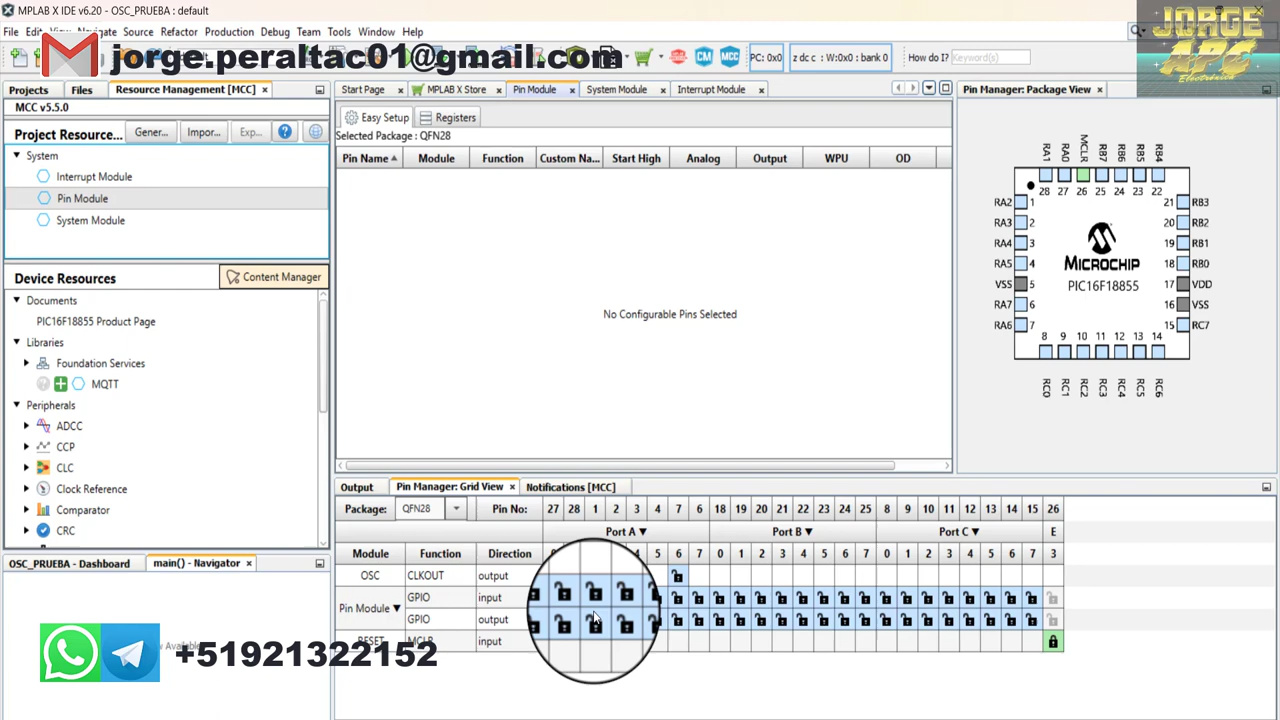 MPLAB X IDE v6.20 - OSC_PRUEBA : default
File Edit View Navigate Source Refactor Production Debug Team Tools Window Help
jorge.peraltac01@gmail.com
PC: 0x0 z dc c : W:0x0 : bank 0 How do I? Keyword(s)
JORGE
APC
Electrónica
Projects Files Resource Management [MCC] Start Page MPLAB X Store Pin Module System Module Interrupt Module Pin Manager: Package View
MCC v5.5.0
Project Resource... Gener... Impor... Exp...
Easy Setup Registers
Selected Package : QFN28
Pin Name Module Function Custom Na... Start High Analog Output WPU OD
System
Interrupt Module
Pin Module
System Module
No Configurable Pins Selected
Device Resources Content Manager
Documents
PIC16F18855 Product Page
Libraries
Foundation Services
MQTT
Peripherals
ADCC
CCP
CLC
Clock Reference
Comparator
CRC
RA1 RA0 MCLR RB7 RB6 RB5 RB4
28 27 26 25 24 23 22
RA2 1 21 RB3
RA3 2 20 RB2
RA4 3 19 RB1
RA5 4 18 RB0
VSS 5 17 VDD
RA7 6 16 VSS
RA6 7 15 RC7
MICROCHIP
PIC16F18855
8 9 10 11 12 13 14
RC0 RC1 RC2 RC3 RC4 RC5 RC6
Output Pin Manager: Grid View Notifications [MCC]
Package: QFN28 Pin No: 27 28 1 2 3 4 7 6 18 19 20 21 22 23 24 25 8 9 10 11 12 13 14 15 26
Port A ▼ Port B ▼ Port C ▼ E
Module Function Direction 5 6 7 0 1 2 3 4 5 6 7 0 1 2 3 4 5 6 7 3
OSC CLKOUT output
Pin Module ▼ GPIO input
GPIO output
RESET MCLR input
OSC_PRUEBA - Dashboard main() - Navigator
+51921322152